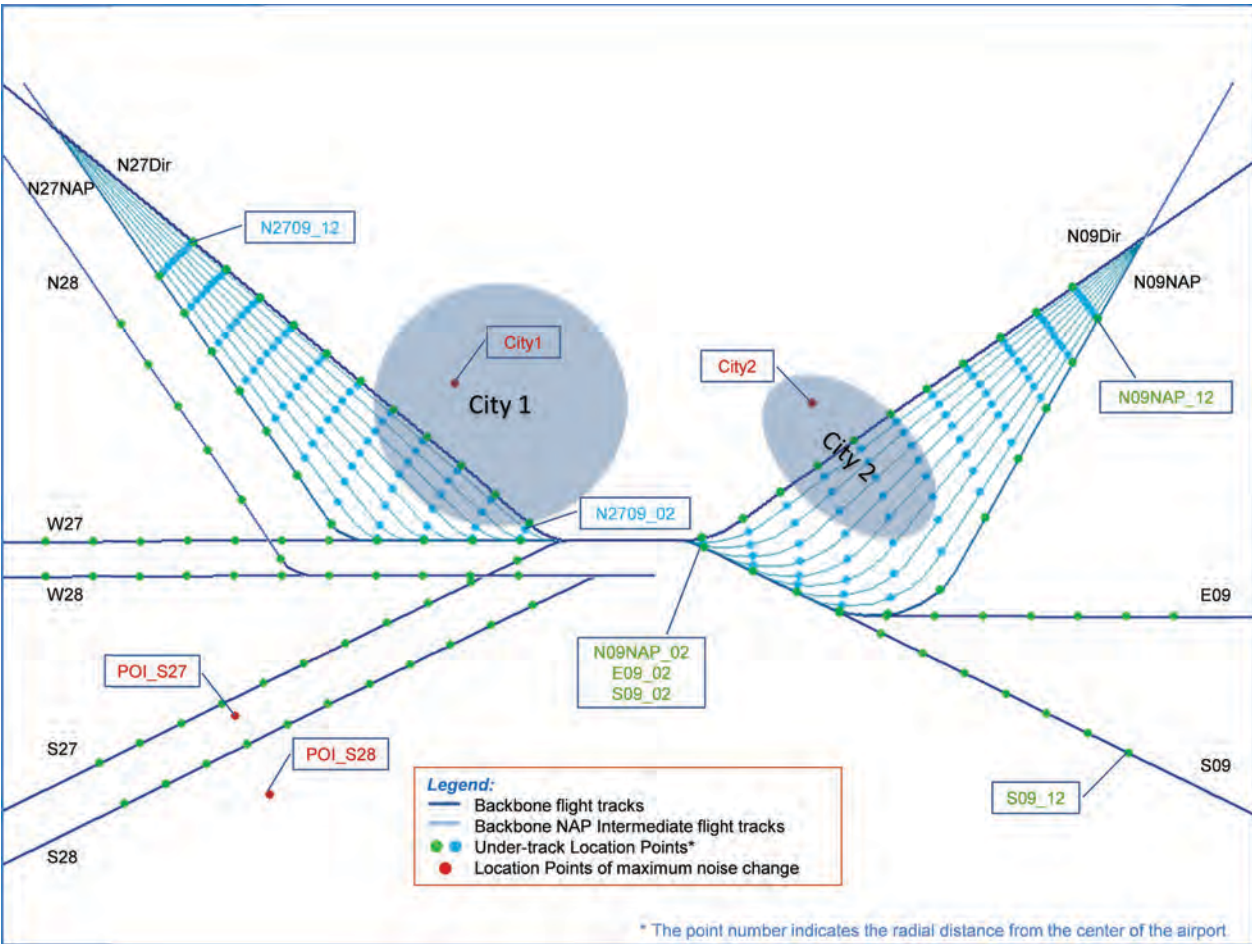 N27Dir
N27NAP
N2709_12
N28
City1
City 1
N09Dir
N09NAP
City2
City 2
N09NAP_12
W27
N2709_02
W28
E09
N09NAP_02
E09_02
S09_02
POI_S27
S27
POI_S28
S09
S09_12
S28
Legend:
Backbone flight tracks
Backbone NAP Intermediate flight tracks
Under-track Location Points*
Location Points of maximum noise change
* The point number indicates the radial distance from the center of the airport